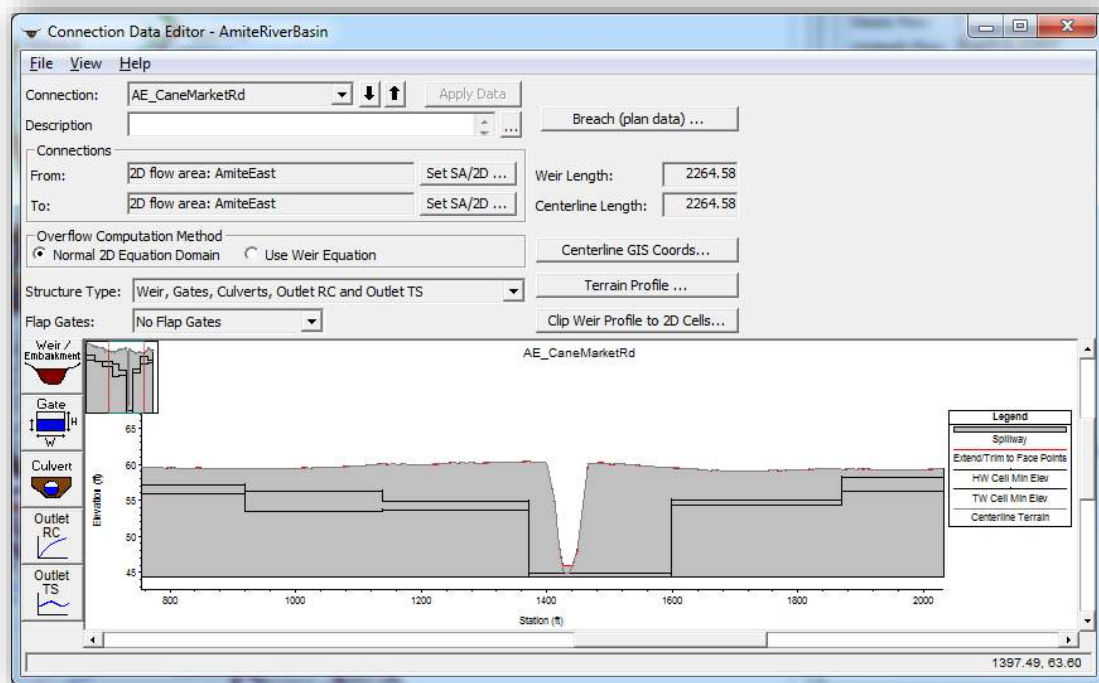 Connection Data Editor - AmiteRiverBasin
File View Help
Connection: AE_CaneMarketRd Apply Data
Description ... Breach (plan data) ...
Connections
From: 2D flow area: AmiteEast Set SA/2D ... Weir Length: 2264.58
To: 2D flow area: AmiteEast Set SA/2D ... Centerline Length: 2264.58
Overflow Computation Method
Normal 2D Equation Domain Use Weir Equation Centerline GIS Coords...
Structure Type: Weir, Gates, Culverts, Outlet RC and Outlet TS Terrain Profile ...
Flap Gates: No Flap Gates Clip Weir Profile to 2D Cells...
Weir /
Embankment
Gate
H
W
Culvert
Outlet
RC
Outlet
TS
AE_CaneMarketRd
65
60
55
50
45
Elevation (ft)
800 1000 1200 1400 1600 1800 2000
Station (ft)
Legend
Spillway
Extend/Trim to Face Points
HW Cell Min Elev
TW Cell Min Elev
Centerline Terrain
1397.49, 63.60